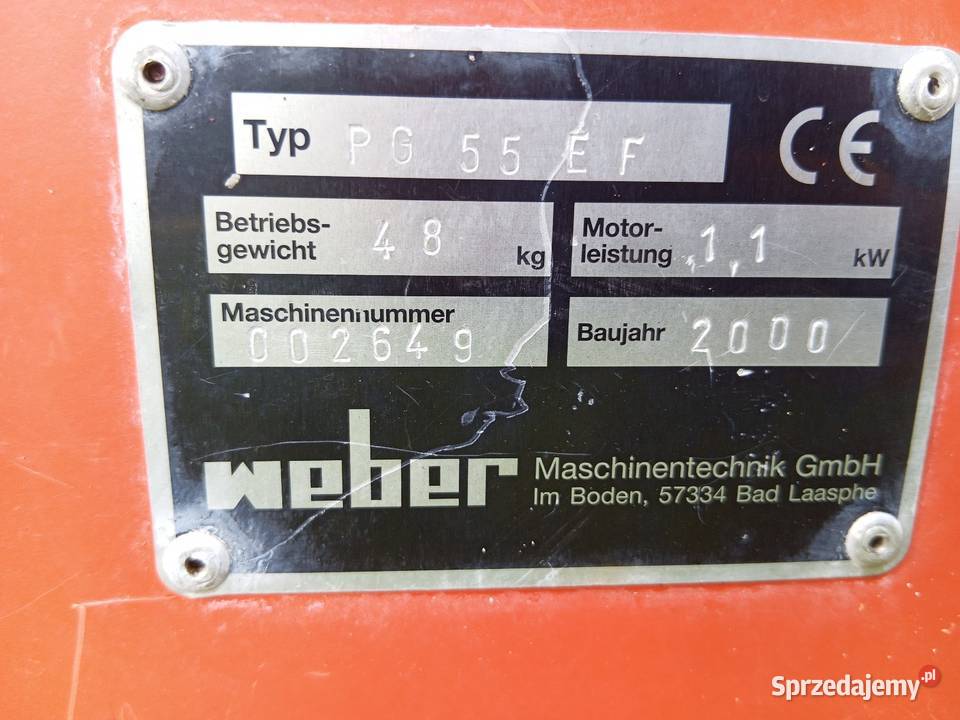 Typ PG 55 EF
CE
Betriebs-
gewicht 48 kg
Motor-
leistung 1,1 kW
Maschinennummer
002649
Baujahr 2000
weber
Maschinentechnik GmbH
Im Boden, 57334 Bad Laasphe
Sprzedajemy.pl